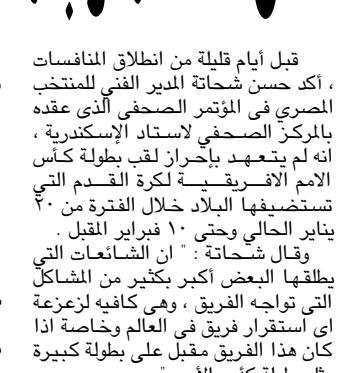 قبل أيام قليلة من انطلاق المنافسات
، أكد حسن شحاتة المدير الفني للمنتخب
المصري فى المؤتمر الصحفى الذى عقده
بالمركز الصحفي لاستاد الإسكندرية ،
انه لم يتعهد بإحراز لقب بطولة كأس
الامم الافريقية لكرة القدم التي
تستضيفها البلاد خلال الفترة من ٢٠
يناير الحالي وحتى ١٠ فبراير المقبل .
وقال شحاتة : " ان الشائعات التي
يطلقها البعض أكبر بكثير من المشاكل
التى تواجه الفريق ، وهى كافيه لزعزعة
اى استقرار فريق فى العالم وخاصة اذا
كان هذا الفريق مقبل على بطولة كبيرة